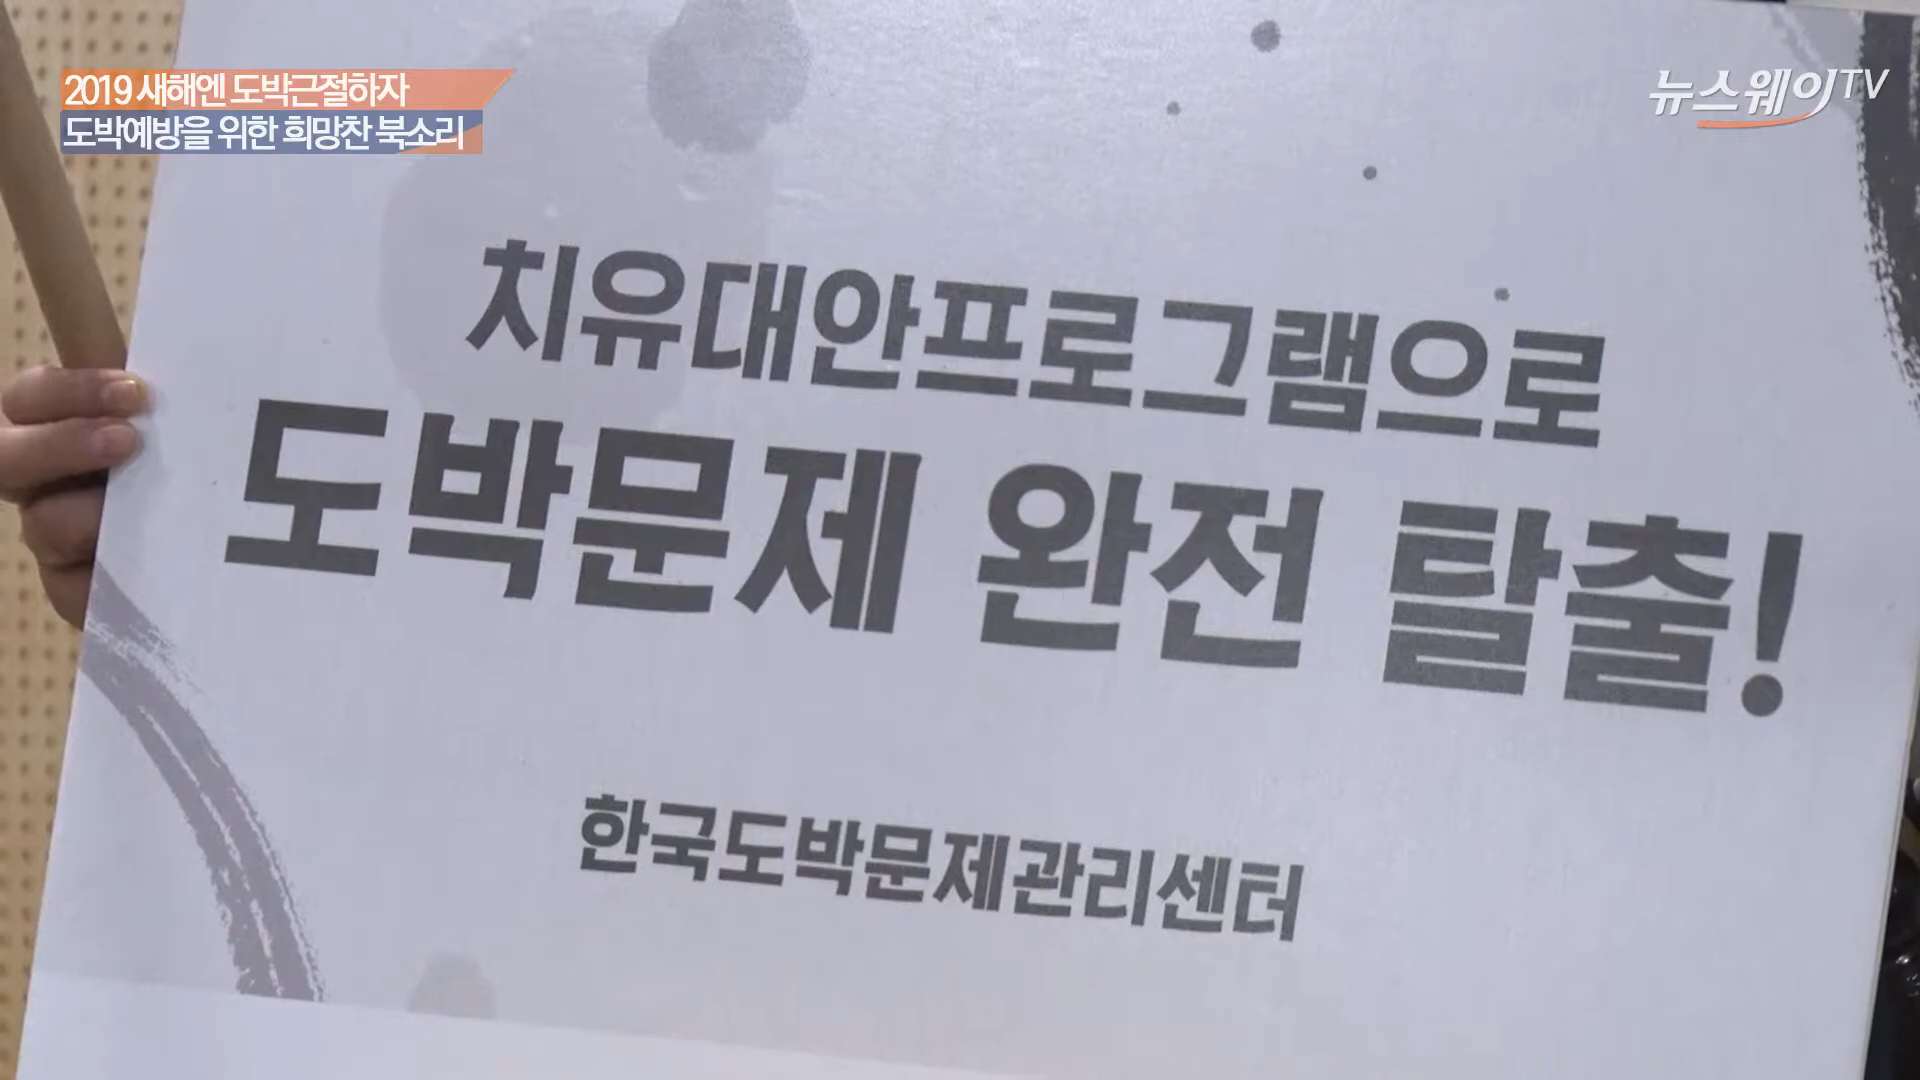 2019 새해엔 도박근절하자
도박예방을 위한 희망찬 북소리
뉴스웨이TV
치유대안프로그램으로
도박문제 완전 탈출!
한국도박문제관리센터